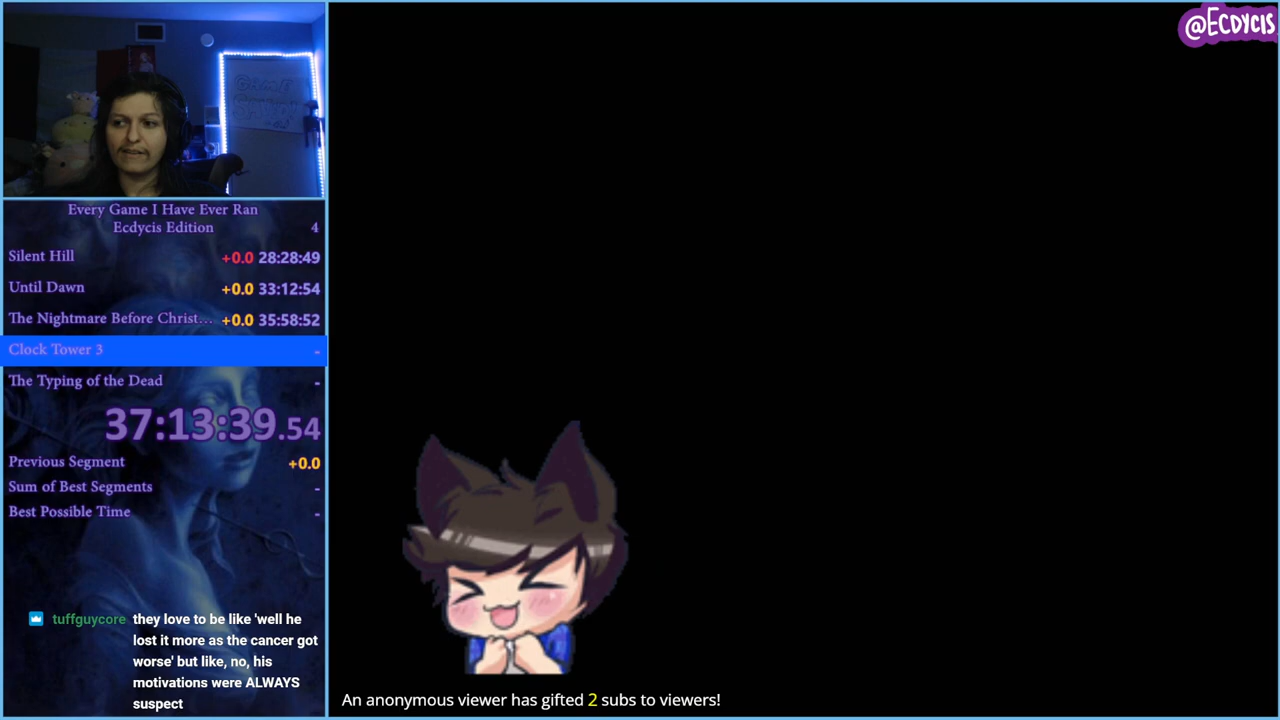 @ECDYCIS
GAME
Every Game I Have Ever Ran
Ecdycis Edition 4
Silent Hill +0.0 28:28:49
Until Dawn +0.0 33:12:54
The Nightmare Before Christ... +0.0 35:58:52
Clock Tower 3 -
The Typing of the Dead -
37:13:39.54
Previous Segment +0.0
Sum of Best Segments -
Best Possible Time -
tuffguycore they love to be like 'well he
lost it more as the cancer got
worse' but like, no, his
motivations were ALWAYS
suspect
An anonymous viewer has gifted 2 subs to viewers!